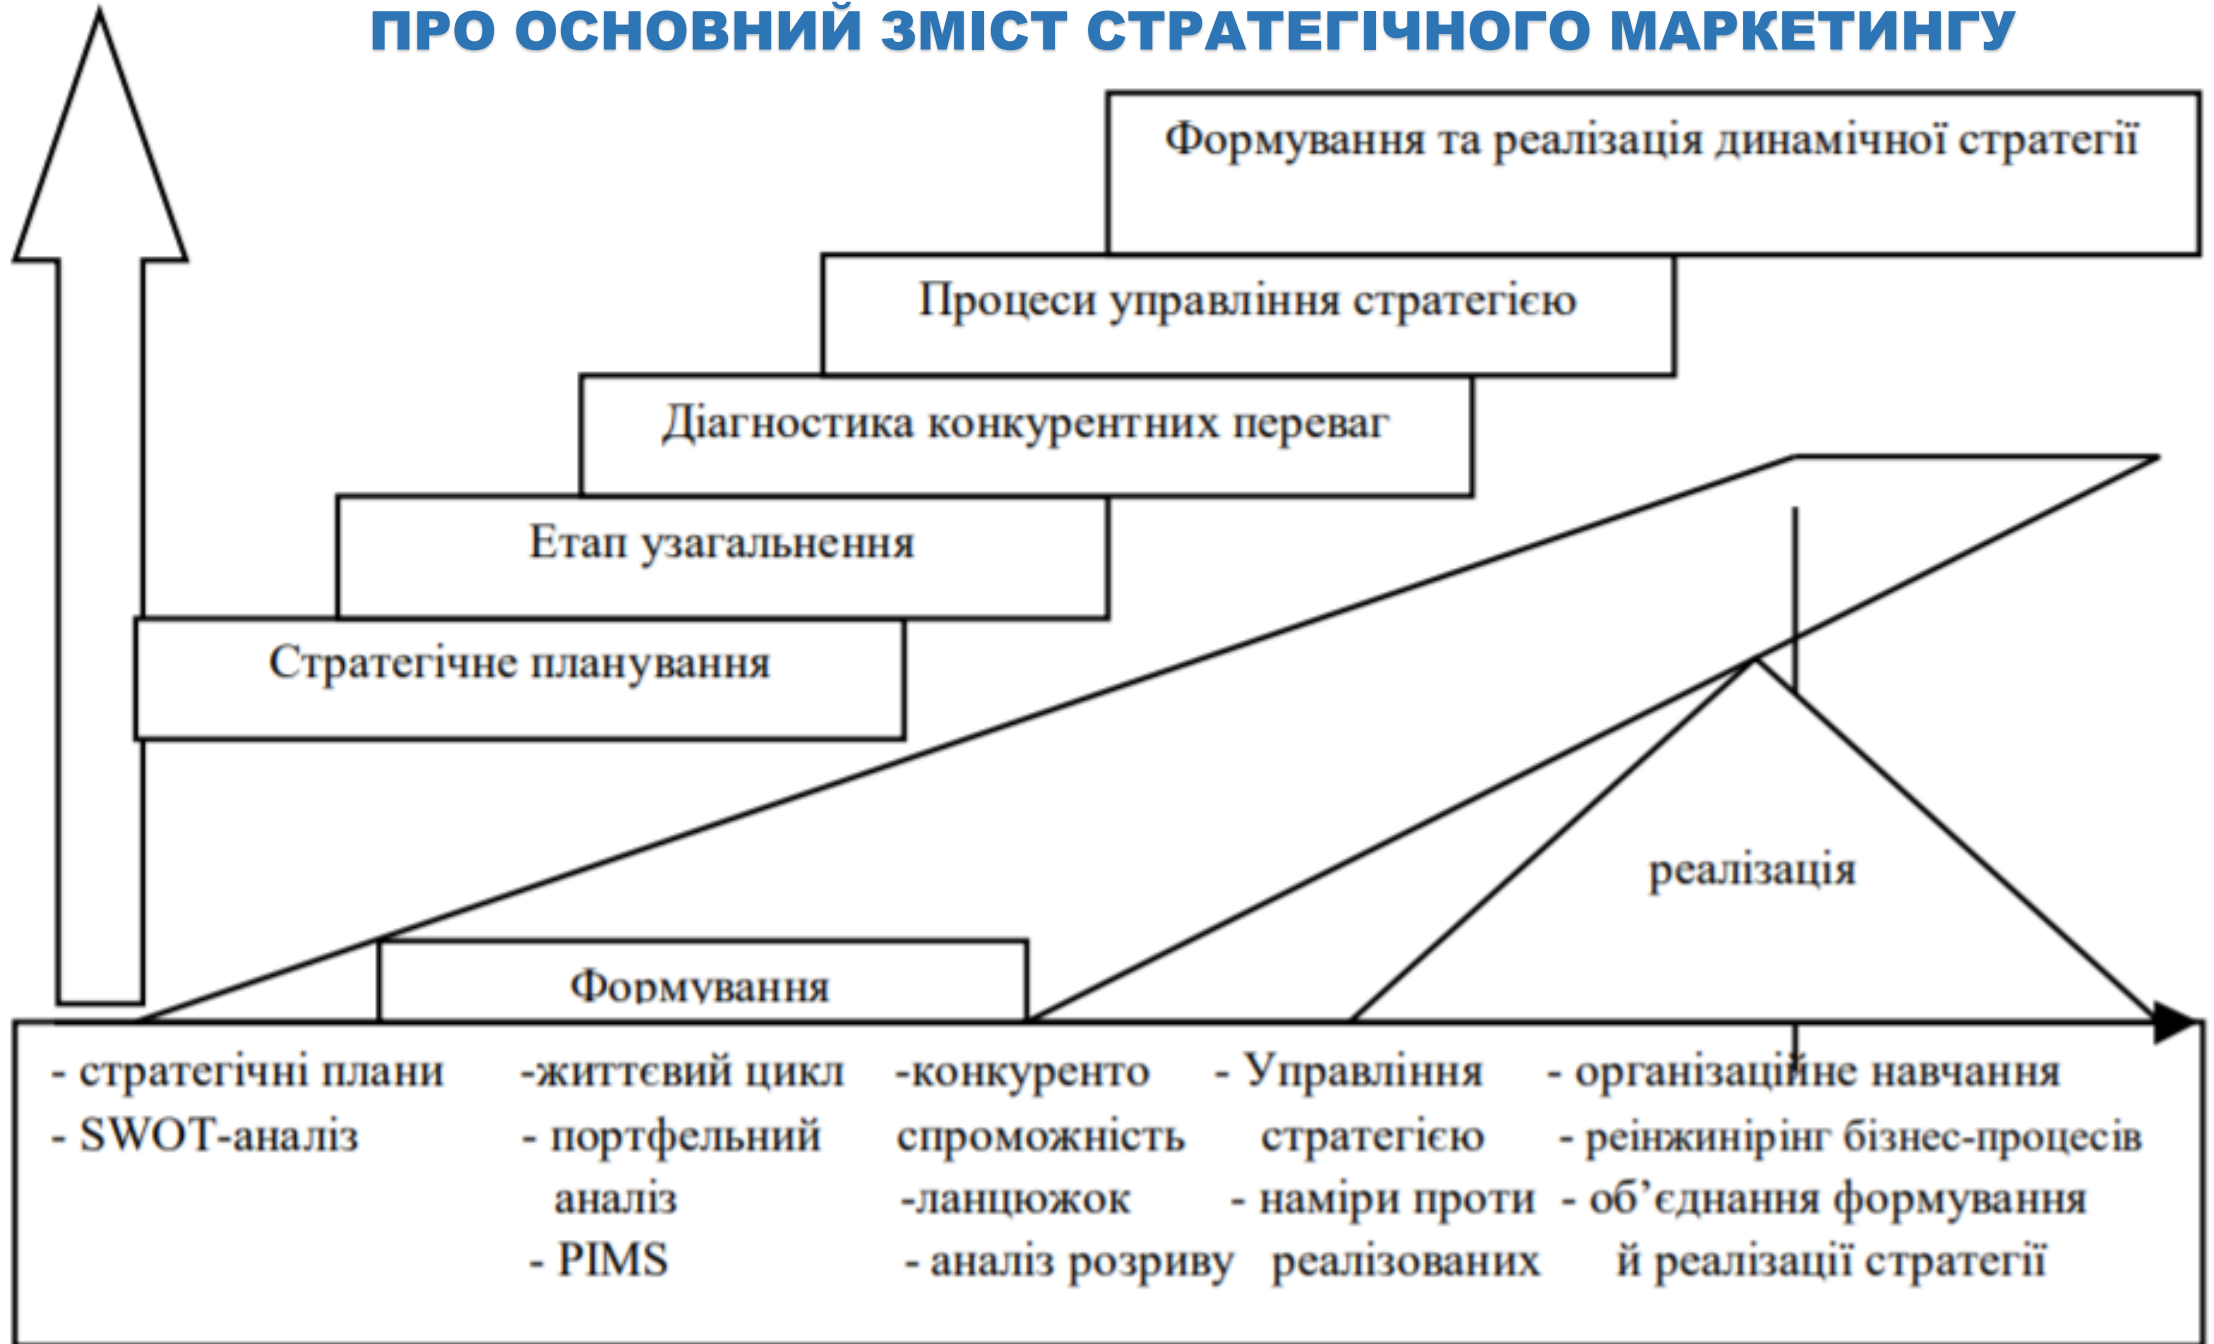 ПРО ОСНОВНИЙ ЗМІСТ СТРАТЕГІЧНОГО МАРКЕТИНГУ
Формування та реалізація динамічної стратегії
Процеси управління стратегією
Діагностика конкурентних переваг
Етап узагальнення
Стратегічне планування
реалізація
Формування
- стратегічні плани
- SWOT-аналіз
-життєвий цикл
- портфельний
аналіз
- PIMS
-конкуренто
спроможність
-ланцюжок
- аналіз розриву
- Управління
стратегією
- наміри проти
реалізованих
- організаційне навчання
- реінжинірінг бізнес-процесів
- об’єднання формування
й реалізації стратегії